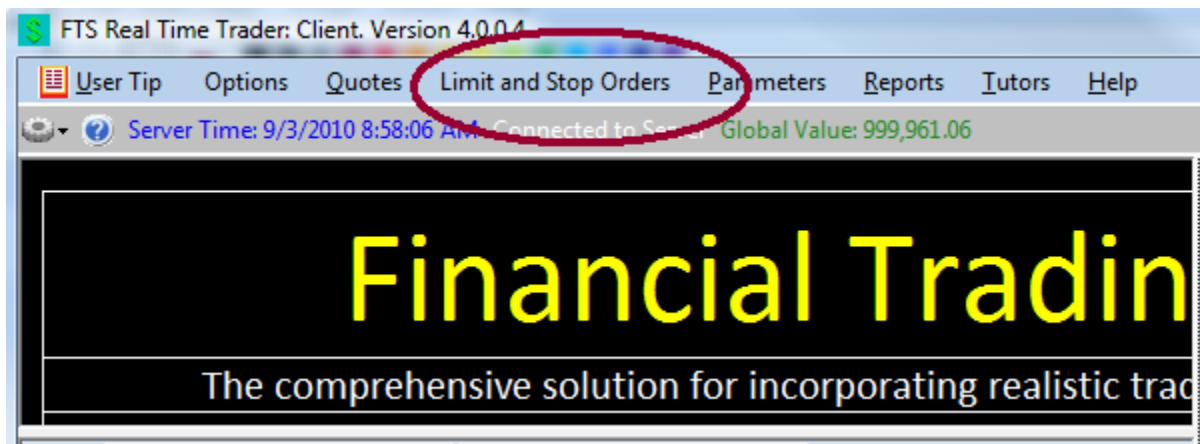 FTS Real Time Trader: Client. Version 4.0.0.4
User Tip Options Quotes Limit and Stop Orders Parameters Reports Tutors Help
Server Time: 9/3/2010 8:58:06 AM Connected to Server Global Value: 999,961.06
Financial Tradin
The comprehensive solution for incorporating realistic trad